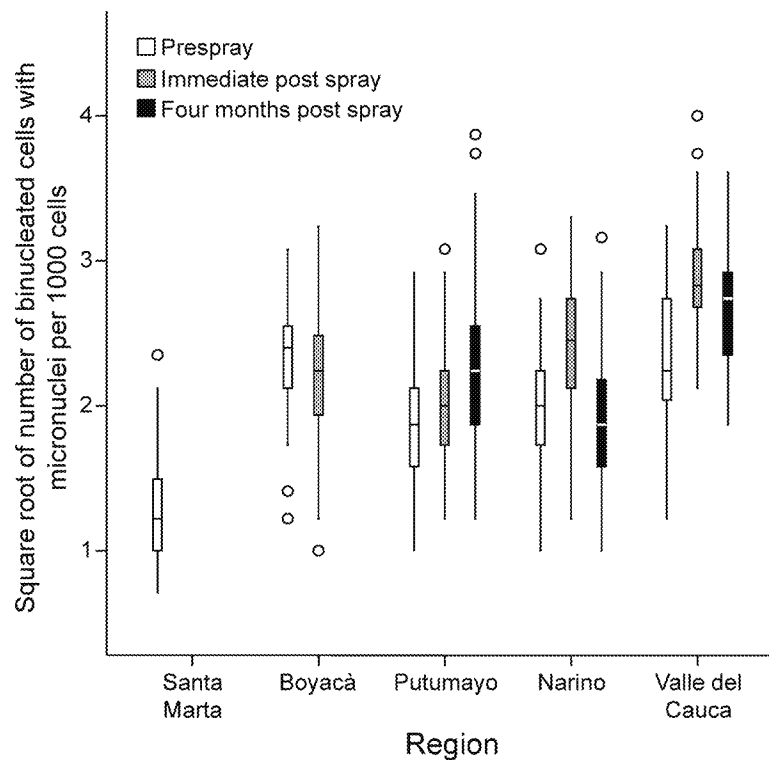 Square root of number of binucleated cells with
micronuclei per 1000 cells
Prespray
Immediate post spray
Four months post spray
4
3
2
1
Santa
Marta
Boyacà
Putumayo
Narino
Valle del
Cauca
Region